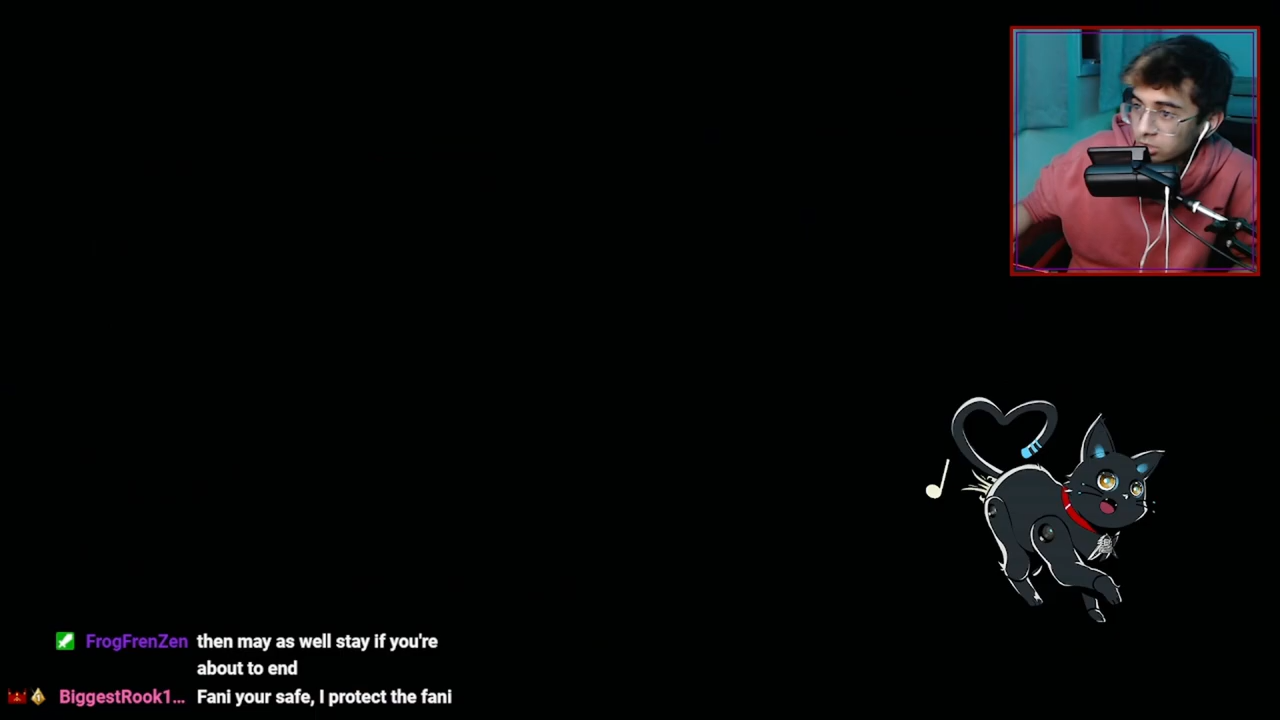 FrogFrenZen then may as well stay if you're
about to end
BiggestRook1... Fani your safe, I protect the fani